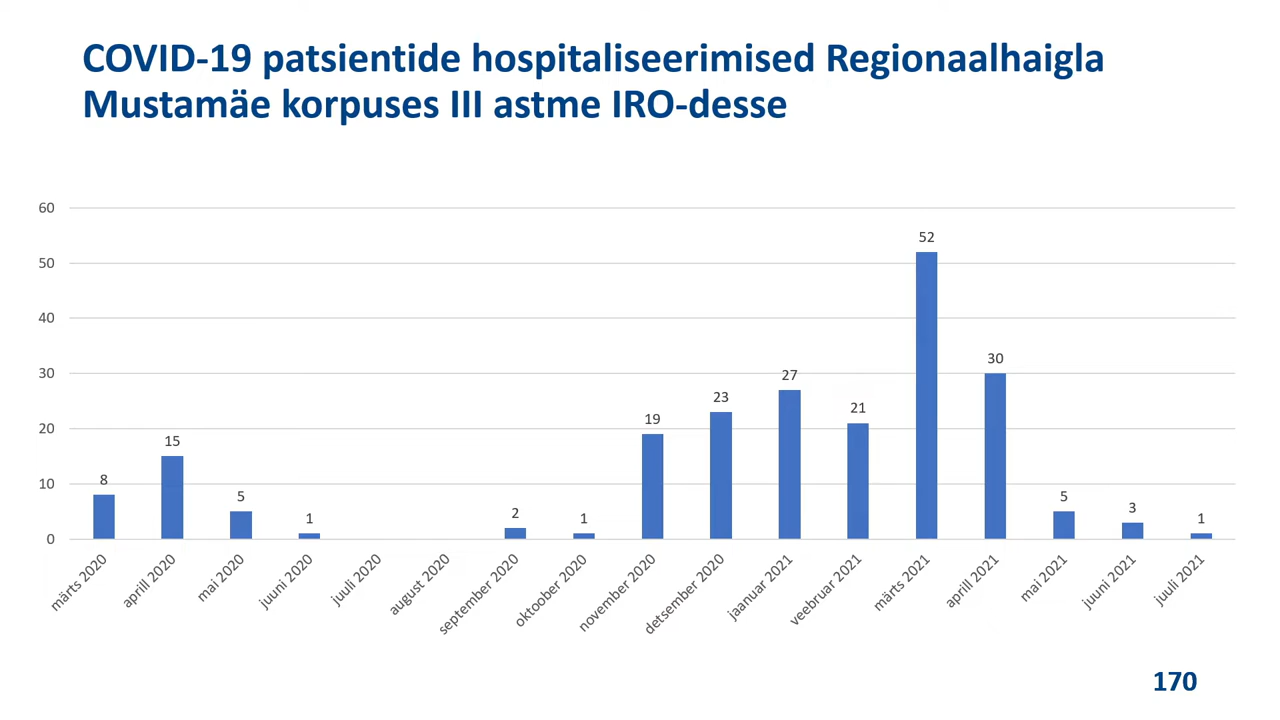 COVID-19 patsientide hospitaliseerimised Regionaalhaigla
Mustamäe korpuses III astme IRO-desse
60
50
40
30
20
10
0
8
15
5
1
2
1
19
23
27
21
52
30
5
3
1
märts 2020
aprill 2020
mai 2020
juuni 2020
juuli 2020
august 2020
september 2020
oktoober 2020
november 2020
detsember 2020
jaanuar 2021
veebruar 2021
märts 2021
aprill 2021
mai 2021
juuni 2021
juuli 2021
170